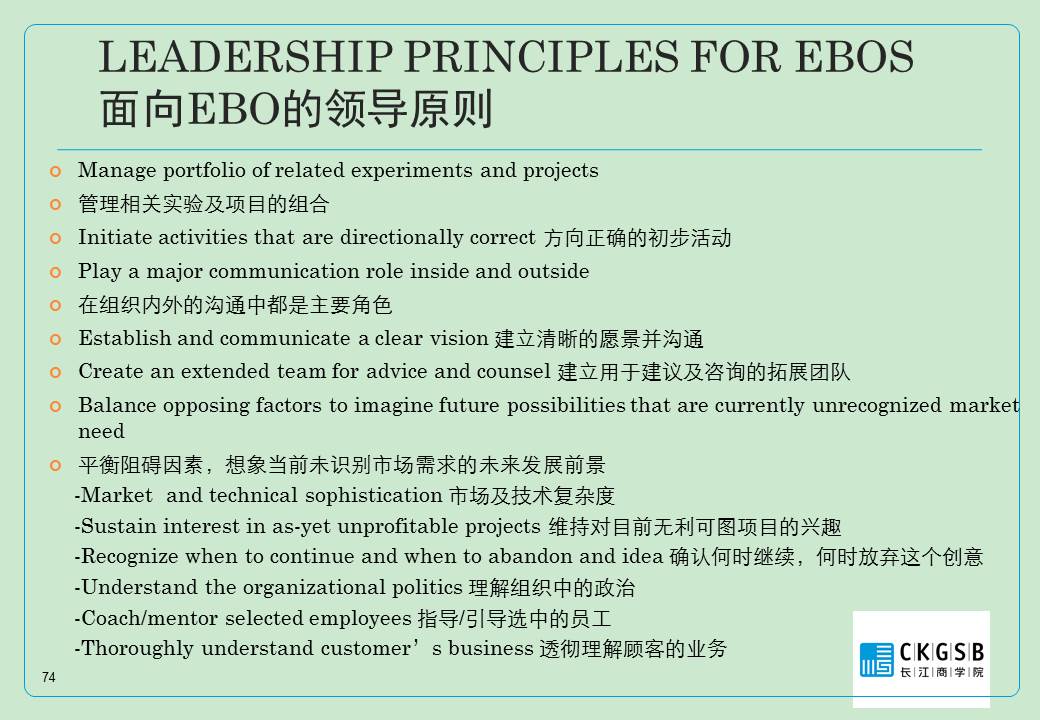 LEADERSHIP PRINCIPLES FOR EBOS
面向EBO的领导原则
Manage portfolio of related experiments and projects
管理相关实验及项目的组合
Initiate activities that are directionally correct 方向正确的初步活动
Play a major communication role inside and outside
在组织内外的沟通中都是主要角色
Establish and communicate a clear vision 建立清晰的愿景并沟通
Create an extended team for advice and counsel 建立用于建议及咨询的拓展团队
Balance opposing factors to imagine future possibilities that are currently unrecognized market
need
平衡阻碍因素，想象当前未识别市场需求的未来发展前景
-Market and technical sophistication 市场及技术复杂度
-Sustain interest in as-yet unprofitable projects 维持对目前无利可图项目的兴趣
-Recognize when to continue and when to abandon and idea 确认何时继续，何时放弃这个创意
-Understand the organizational politics 理解组织中的政治
-Coach/mentor selected employees 指导/引导选中的员工
-Thoroughly understand customer’s business 透彻理解顾客的业务
74
CKGSB
长江商学院